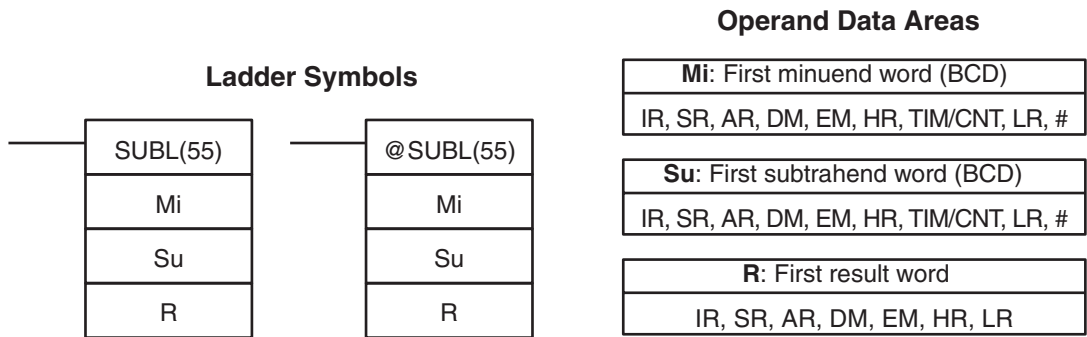 Ladder Symbols
SUBL(55)
Mi
Su
R
@SUBL(55)
Mi
Su
R
Operand Data Areas
Mi: First minuend word (BCD)
IR, SR, AR, DM, EM, HR, TIM/CNT, LR, #
Su: First subtrahend word (BCD)
IR, SR, AR, DM, EM, HR, TIM/CNT, LR, #
R: First result word
IR, SR, AR, DM, EM, HR, LR